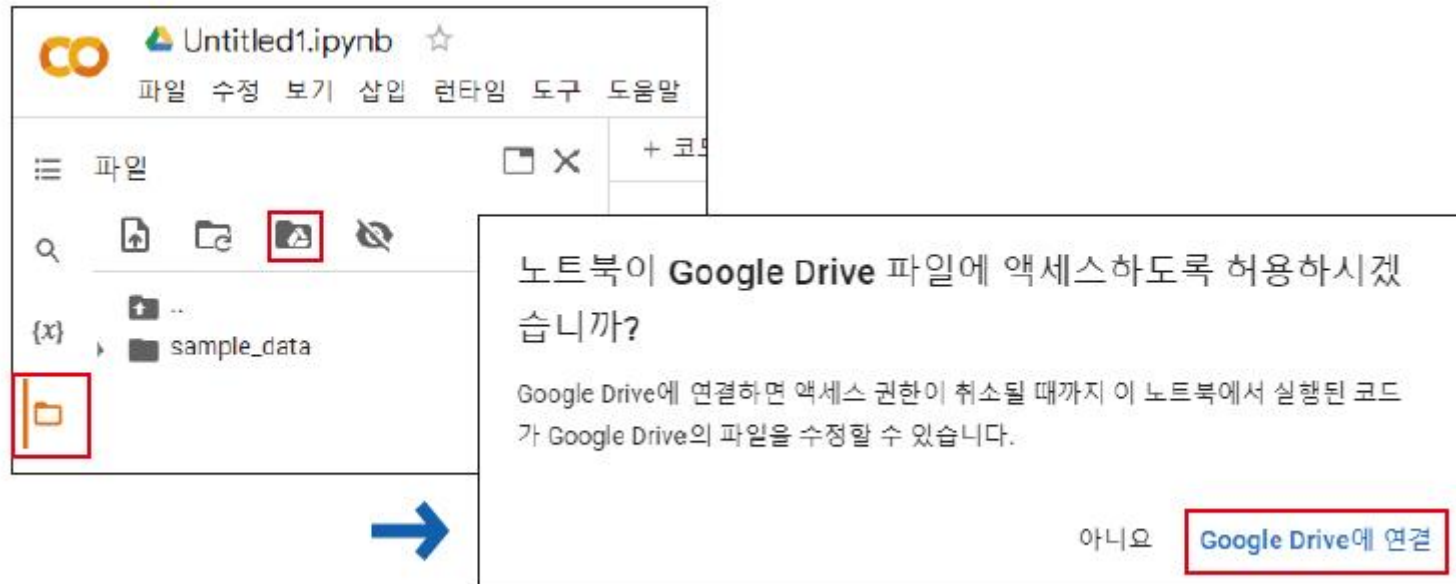 CO Untitled1.ipynb
파일 수정 보기 삽입 런타임 도구 도움말
파일
+ 코드
..
{x}
sample_data
노트북이 Google Drive 파일에 액세스하도록 허용하시겠
습니까?
Google Drive에 연결하면 액세스 권한이 취소될 때까지 이 노트북에서 실행된 코드
가 Google Drive의 파일을 수정할 수 있습니다.
아니요 Google Drive에 연결